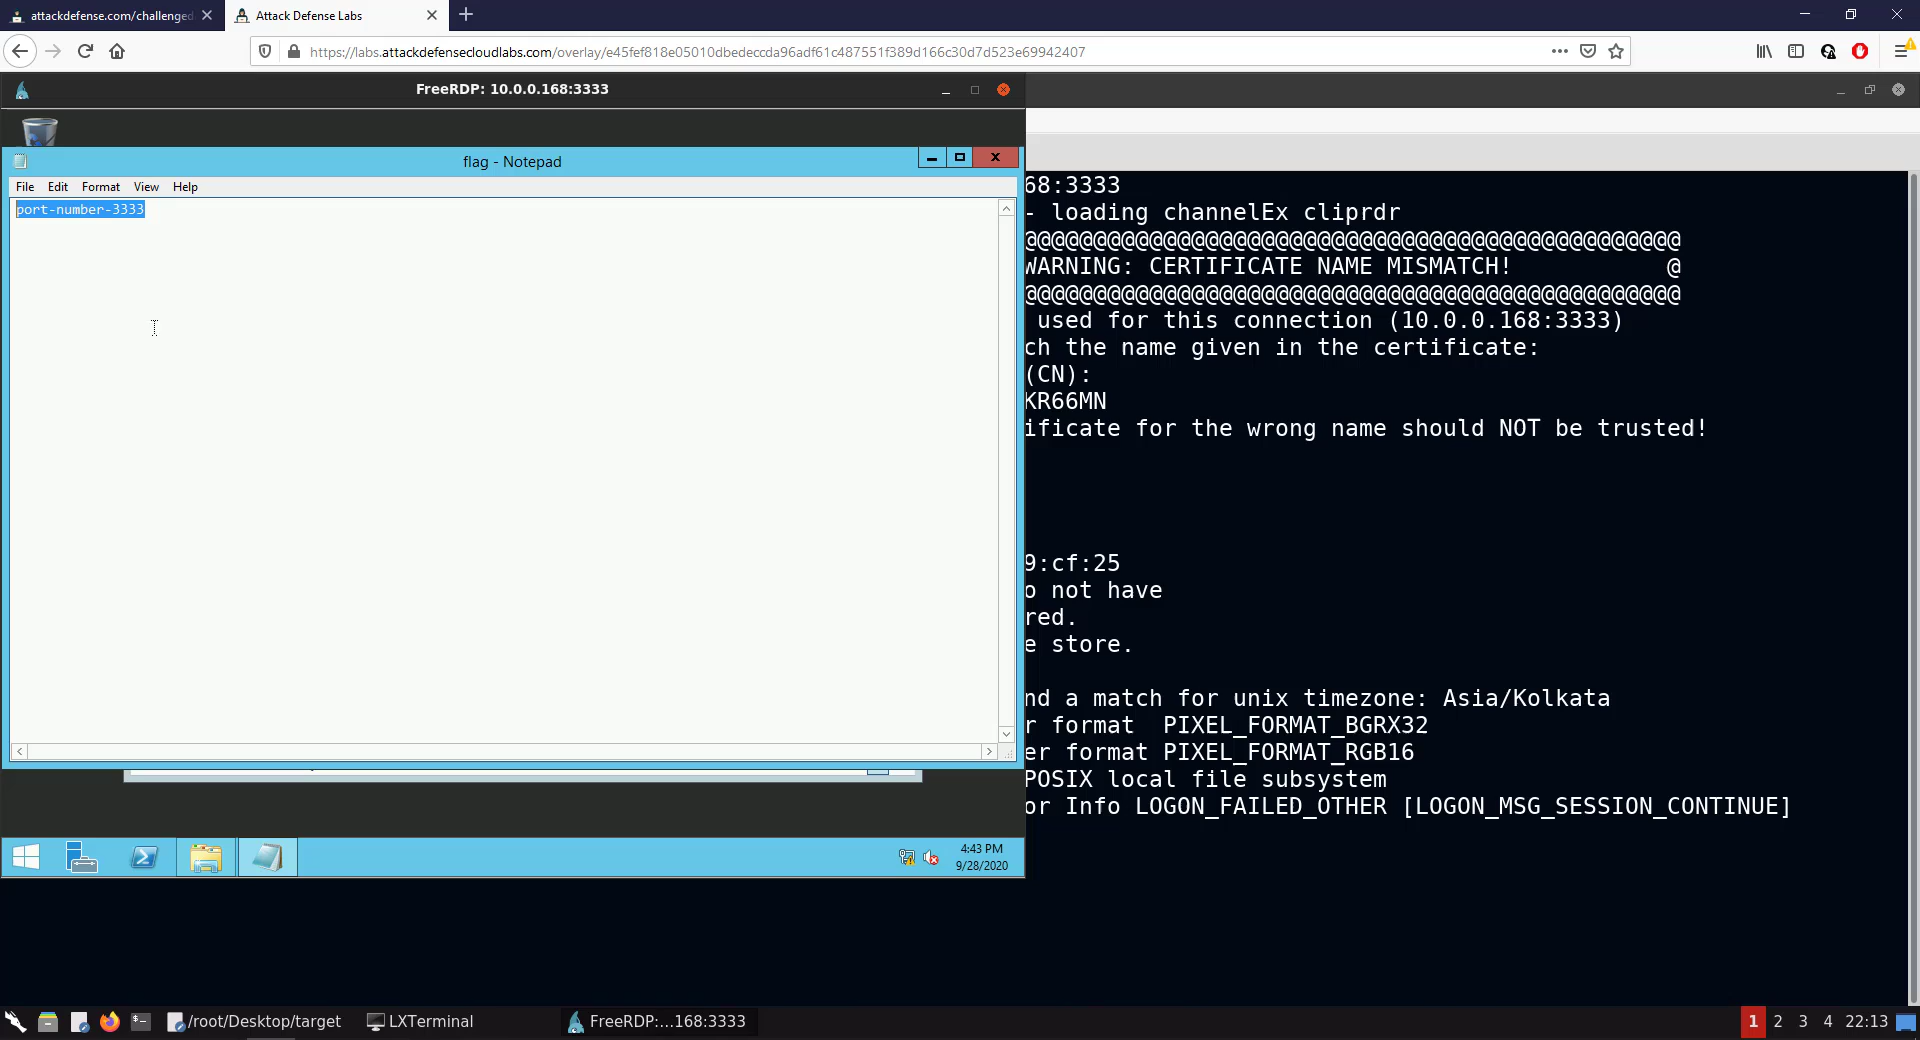 attackdefense.com/challenged
Attack Defense Labs
https://labs.attackdefensecloudlabs.com/overlay/e45fef818e05010dbedeccda96adf61c487551f389d166c30d7d523e69942407
FreeRDP: 10.0.0.168:3333
flag - Notepad
File Edit Format View Help
port-number-3333
68:3333
- loading channelEx cliprdr
@@@@@@@@@@@@@@@@@@@@@@@@@@@@@@@@@@@@@@@@@@@@@@@
WARNING: CERTIFICATE NAME MISMATCH! @
@@@@@@@@@@@@@@@@@@@@@@@@@@@@@@@@@@@@@@@@@@@@@@@
used for this connection (10.0.0.168:3333)
ch the name given in the certificate:
(CN):
KR66MN
ificate for the wrong name should NOT be trusted!
9:cf:25
o not have
red.
e store.
nd a match for unix timezone: Asia/Kolkata
r format  PIXEL_FORMAT_BGRX32
er format PIXEL_FORMAT_RGB16
POSIX local file subsystem
or Info LOGON_FAILED_OTHER [LOGON_MSG_SESSION_CONTINUE]
4:43 PM
9/28/2020
/root/Desktop/target
LXTerminal
FreeRDP:...168:3333
1 2 3 4 22:13